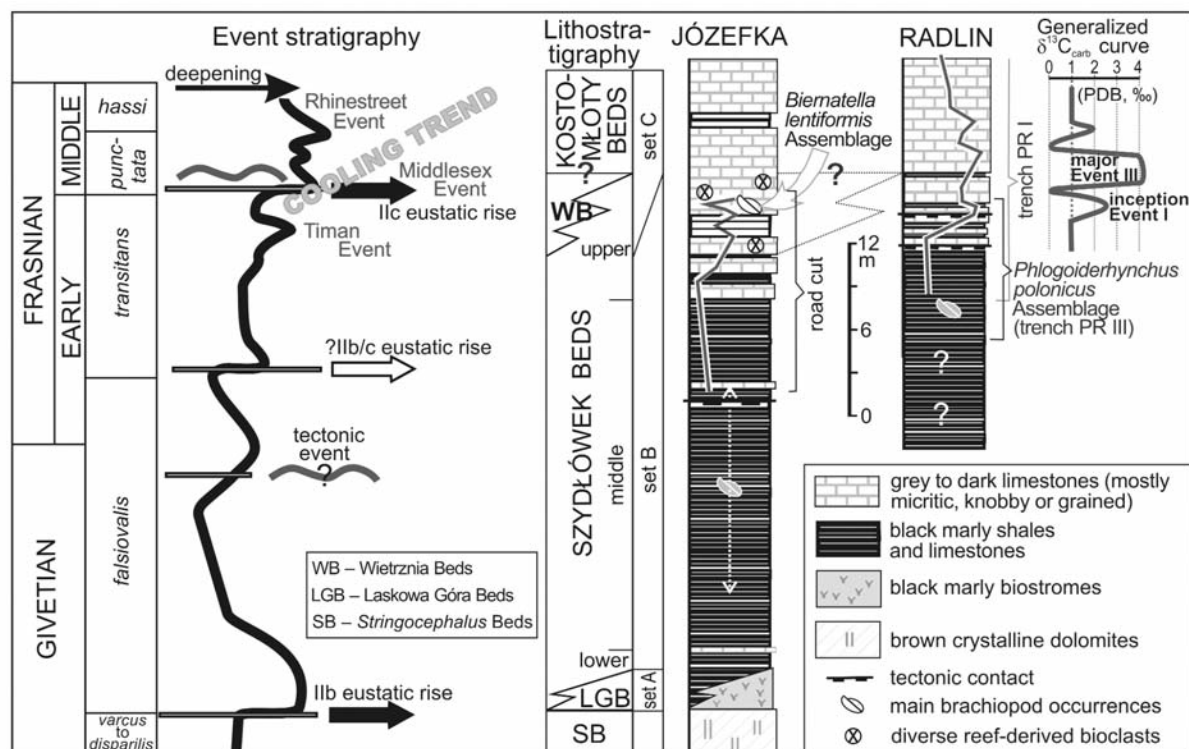 Event stratigraphy
deepening
Rhinestreet
Event
COOLING TREND
Middlesex
Event
IIc eustatic rise
Timan
Event
?IIb/c eustatic rise
tectonic
event
?
IIb eustatic rise
FRASNIAN
MIDDLE
EARLY
GIVETIAN
hassi
punc-
tata
transitans
falsiovalis
varcus
to
disparilis
WB – Wietrznia Beds
LGB – Laskowa Góra Beds
SB – Stringocephalus Beds
Lithostra-
tigraphy
KOSTO-
MŁOTY
BEDS
?
WB
upper
SZYDŁÓWEK BEDS
middle
lower
LGB
SB
set C
set B
set A
JÓZEFKA
Biernatella
lentiformis
Assemblage
?
road cut
12
m
6
0
RADLIN
?
?
trench PR I
Phlogoiderhynchus
polonicus
Assemblage
(trench PR III)
Generalized
δ13Ccarb curve
0 1 2 3 4
(PDB, ‰)
major
Event III
inception
Event I
grey to dark limestones (mostly
micritic, knobby or grained)
black marly shales
and limestones
black marly biostromes
brown crystalline dolomites
tectonic contact
main brachiopod occurrences
diverse reef-derived bioclasts